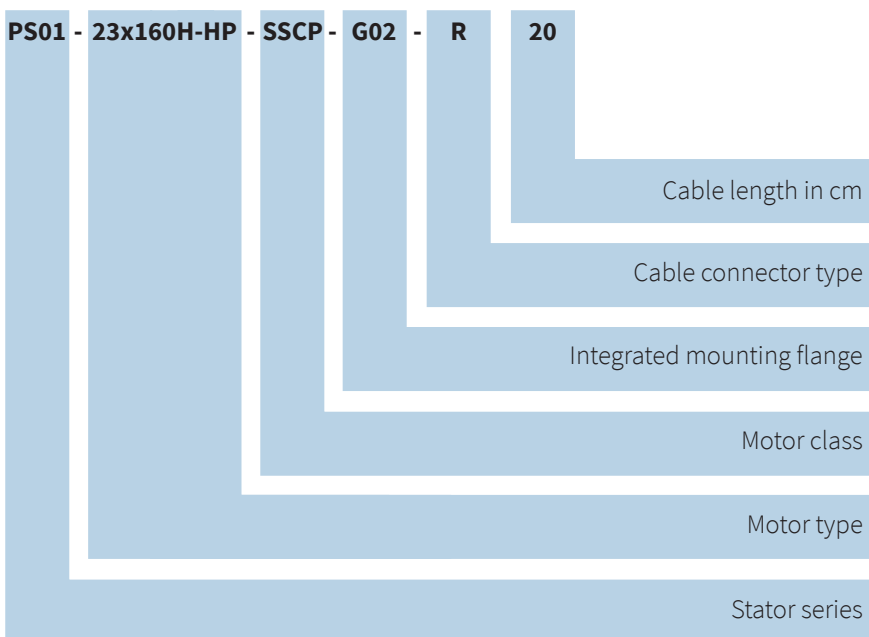 PS01 - 23x160H-HP - SSCP - G02 - R 20
Cable length in cm
Cable connector type
Integrated mounting flange
Motor class
Motor type
Stator series